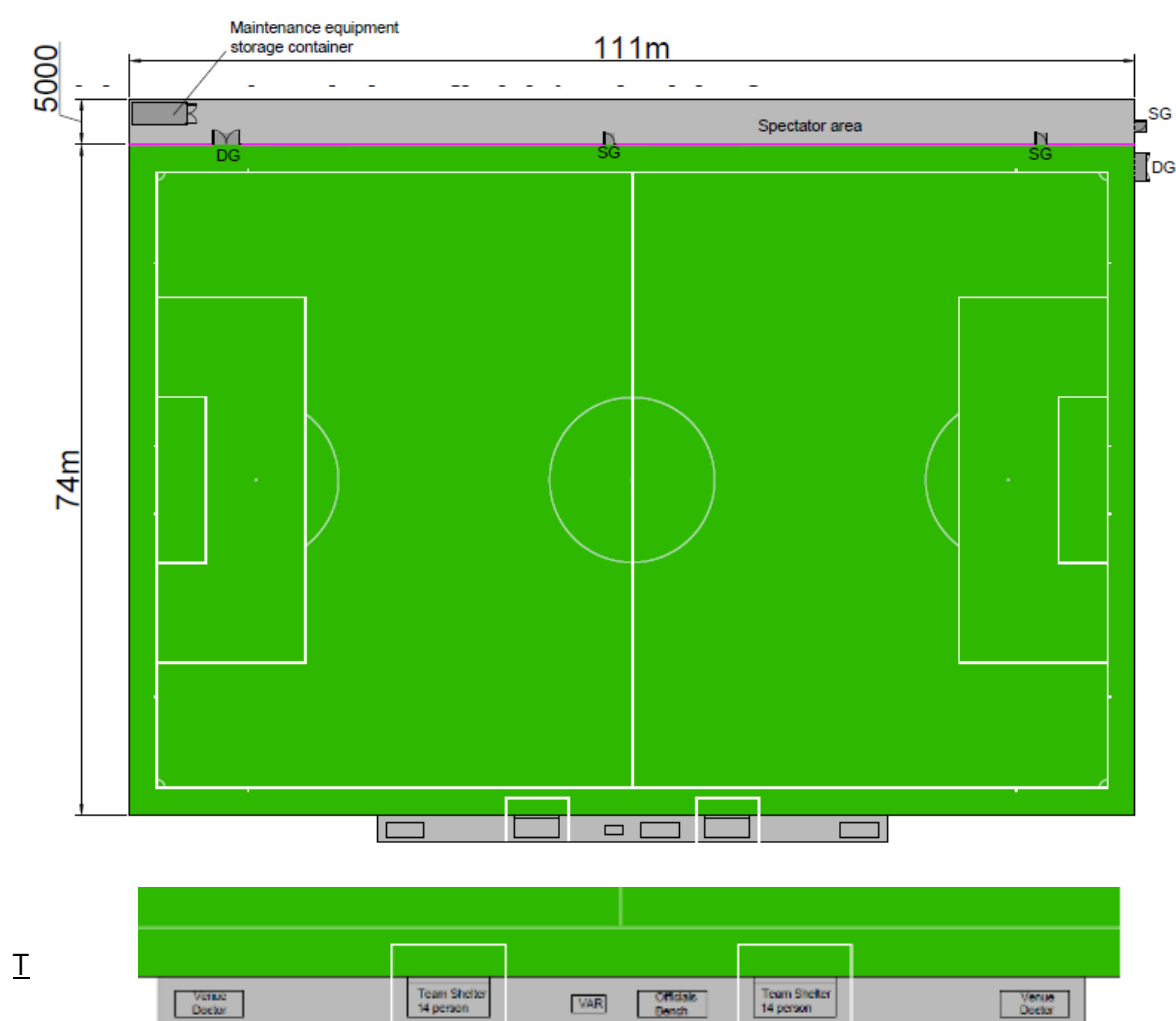 Maintenance equipment
storage container
111m
5000
Spectator area
SG
DG
SG
SG
DG
74m
T
Venue
Doctor
Team Shelter
14 person
VAR
Officials
Bench
Team Shelter
14 person
Venue
Doctor